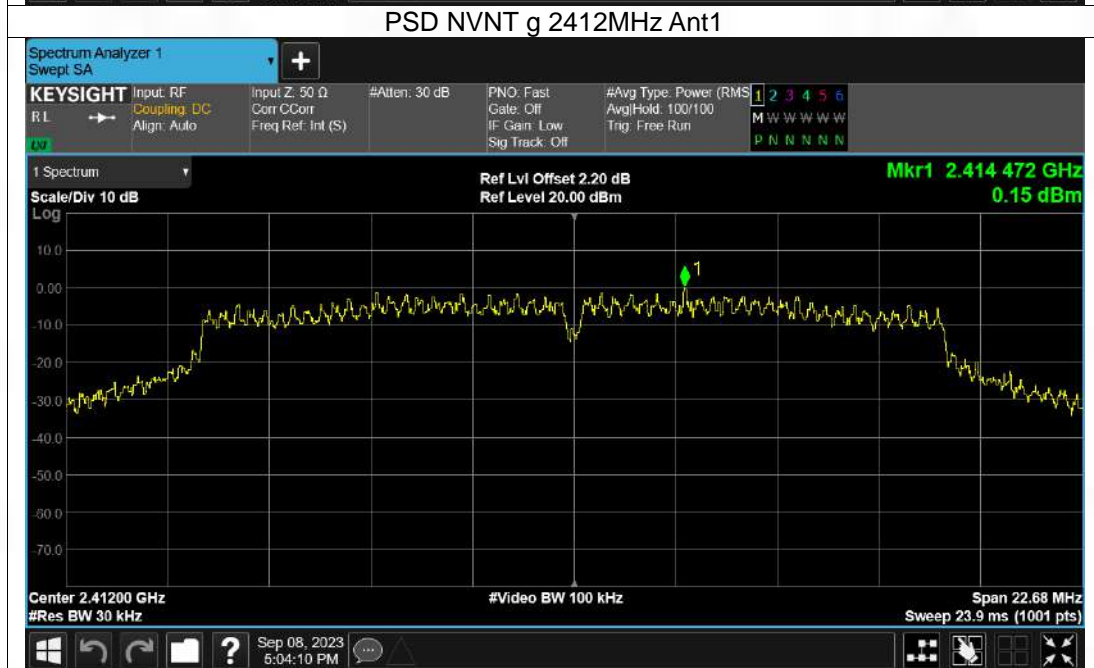 PSD NVNT g 2412MHz Ant1
Spectrum Analyzer 1
Swept SA
+
KEYSIGHT Input: RF Input Z: 50 Ω #Atten: 30 dB PNO: Fast #Avg Type: Power (RMS 1 2 3 4 5 6
RL Coupling: DC Corr CCorr Gate: Off Avg|Hold: 100/100 M W W W W W
Align: Auto Freq Ref: Int (S) IF Gain: Low Trig: Free Run
LXI Sig Track: Off P N N N N N
1 Spectrum Ref Lvl Offset 2.20 dB Mkr1 2.414 472 GHz
Scale/Div 10 dB Ref Level 20.00 dBm 0.15 dBm
Log
10.0
1
0.00
-10.0
-20.0
-30.0
-40.0
-50.0
-60.0
-70.0
Center 2.41200 GHz #Video BW 100 kHz Span 22.68 MHz
#Res BW 30 kHz Sweep 23.9 ms (1001 pts)
? Sep 08, 2023
5:04:10 PM